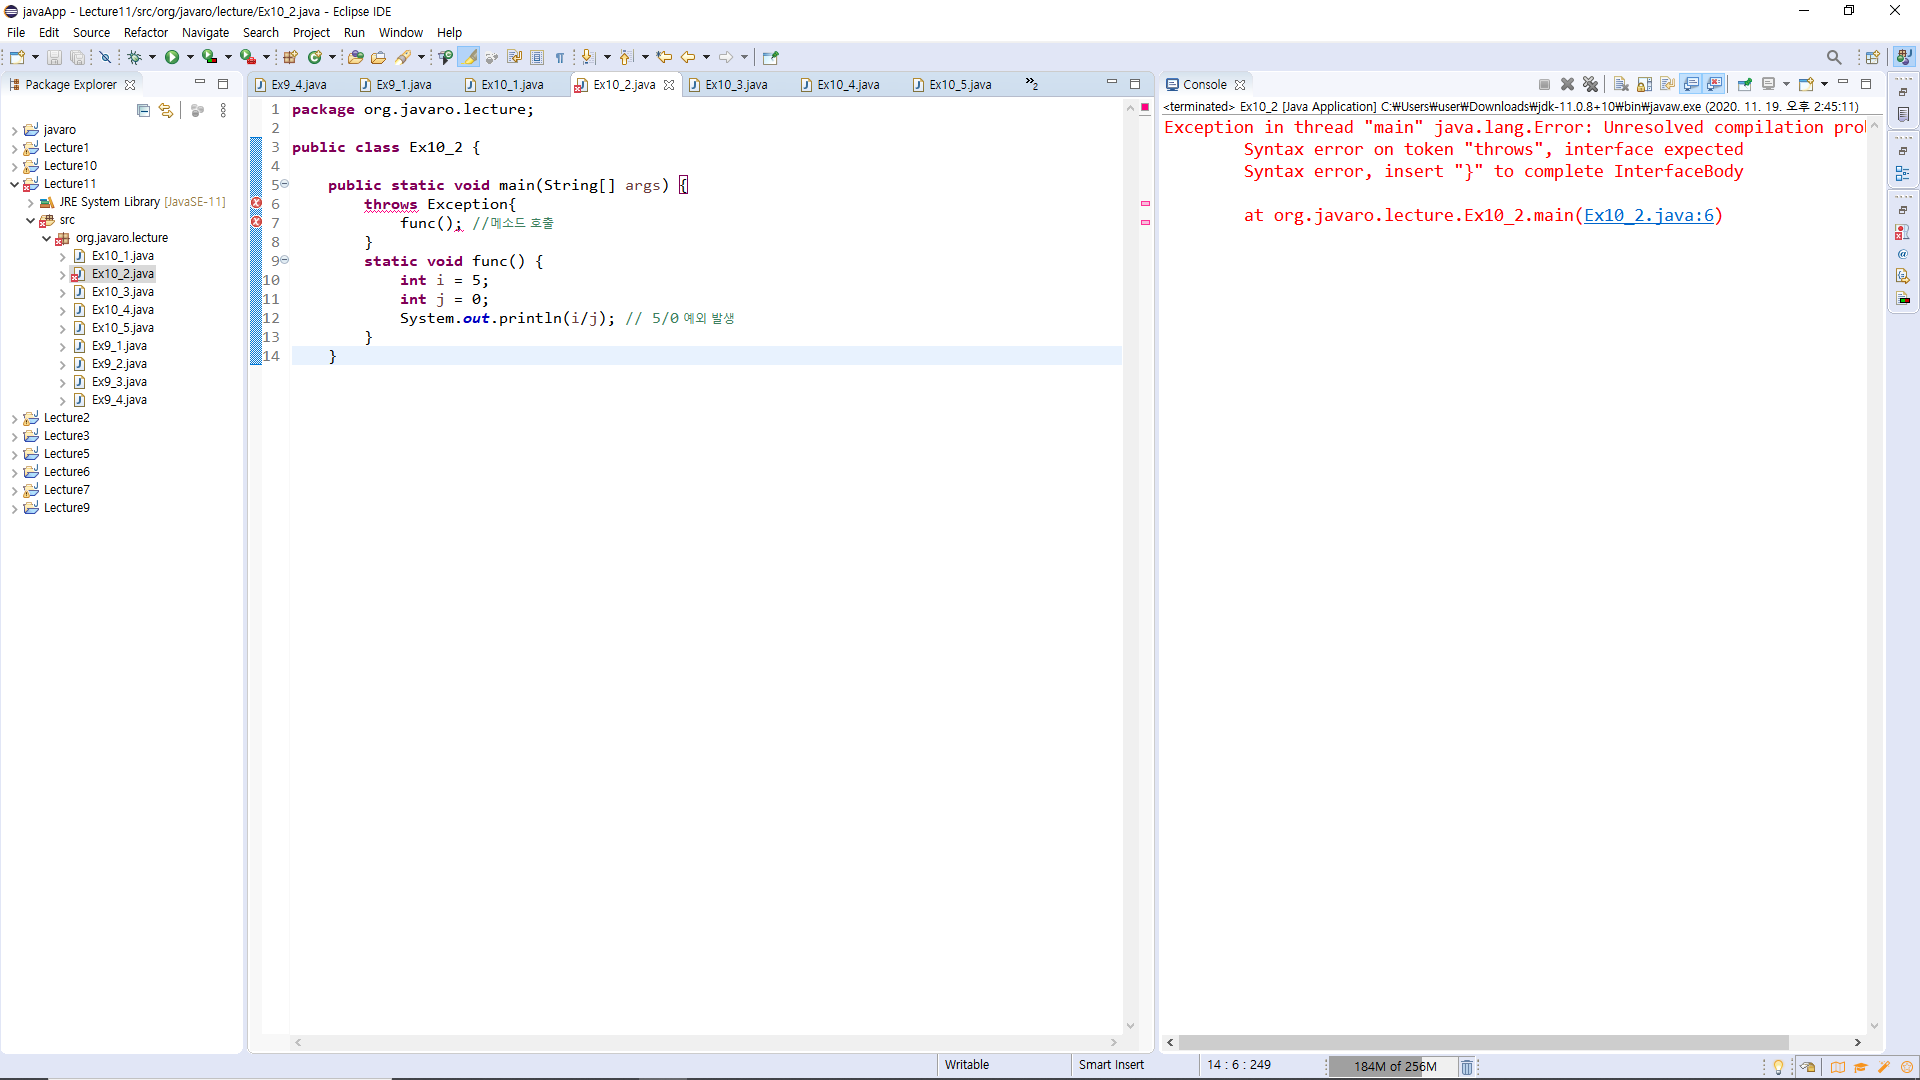 javaApp - Lecture11/src/org/javaro/lecture/Ex10_2.java - Eclipse IDE
File Edit Source Refactor Navigate Search Project Run Window Help
Package Explorer
javaro
Lecture1
Lecture10
Lecture11
JRE System Library [JavaSE-11]
src
org.javaro.lecture
Ex10_1.java
Ex10_2.java
Ex10_3.java
Ex10_4.java
Ex10_5.java
Ex9_1.java
Ex9_2.java
Ex9_3.java
Ex9_4.java
Lecture2
Lecture3
Lecture5
Lecture6
Lecture7
Lecture9
Ex9_4.java Ex9_1.java Ex10_1.java Ex10_2.java Ex10_3.java Ex10_4.java Ex10_5.java »2
1 package org.javaro.lecture;
2
3 public class Ex10_2 {
4
5 public static void main(String[] args) {
6 throws Exception{
7 func(); //메소드 호출
8 }
9 static void func() {
10 int i = 5;
11 int j = 0;
12 System.out.println(i/j); // 5/0 예외 발생
13 }
14 }
Console
<terminated> Ex10_2 [Java Application] C:₩Users₩user₩Downloads₩jdk-11.0.8+10₩bin₩javaw.exe (2020. 11. 19. 오후 2:45:11)
Exception in thread "main" java.lang.Error: Unresolved compilation pro
Syntax error on token "throws", interface expected
Syntax error, insert "}" to complete InterfaceBody
at org.javaro.lecture.Ex10_2.main(Ex10_2.java:6)
Writable Smart Insert 14 : 6 : 249 184M of 256M